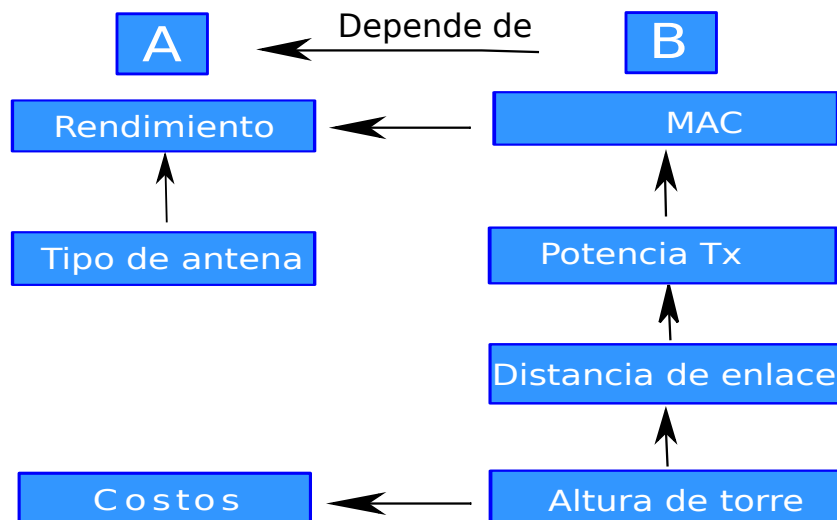 Depende de
A
B
Rendimiento
MAC
Tipo de antena
Potencia Tx
Distancia de enlace
Costos
Altura de torre